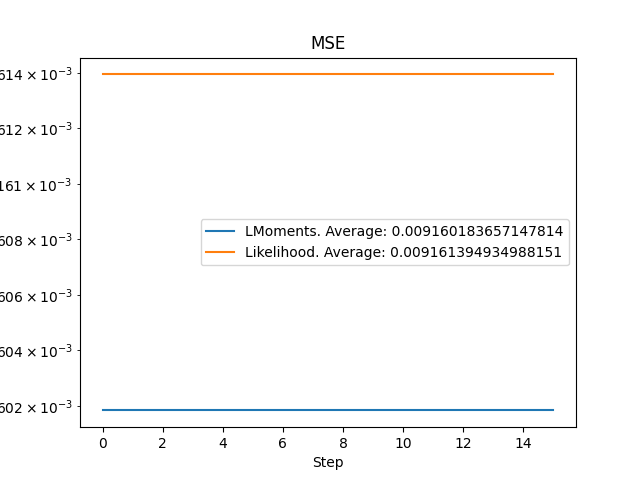 MSE
614 × 10⁻³
612 × 10⁻³
161 × 10⁻³
608 × 10⁻³
606 × 10⁻³
604 × 10⁻³
602 × 10⁻³
LMoments. Average: 0.009160183657147814
Likelihood. Average: 0.009161394934988151
0 2 4 6 8 10 12 14
Step